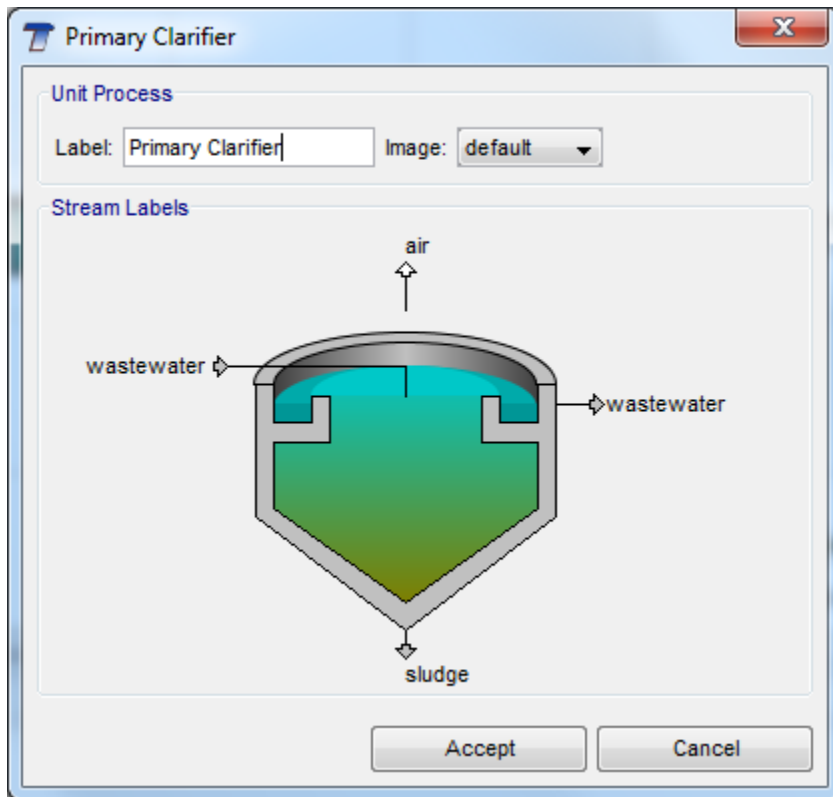 Primary Clarifier
Unit Process
Label: Primary Clarifier Image: default
Stream Labels
air
wastewater
wastewater
sludge
Accept Cancel